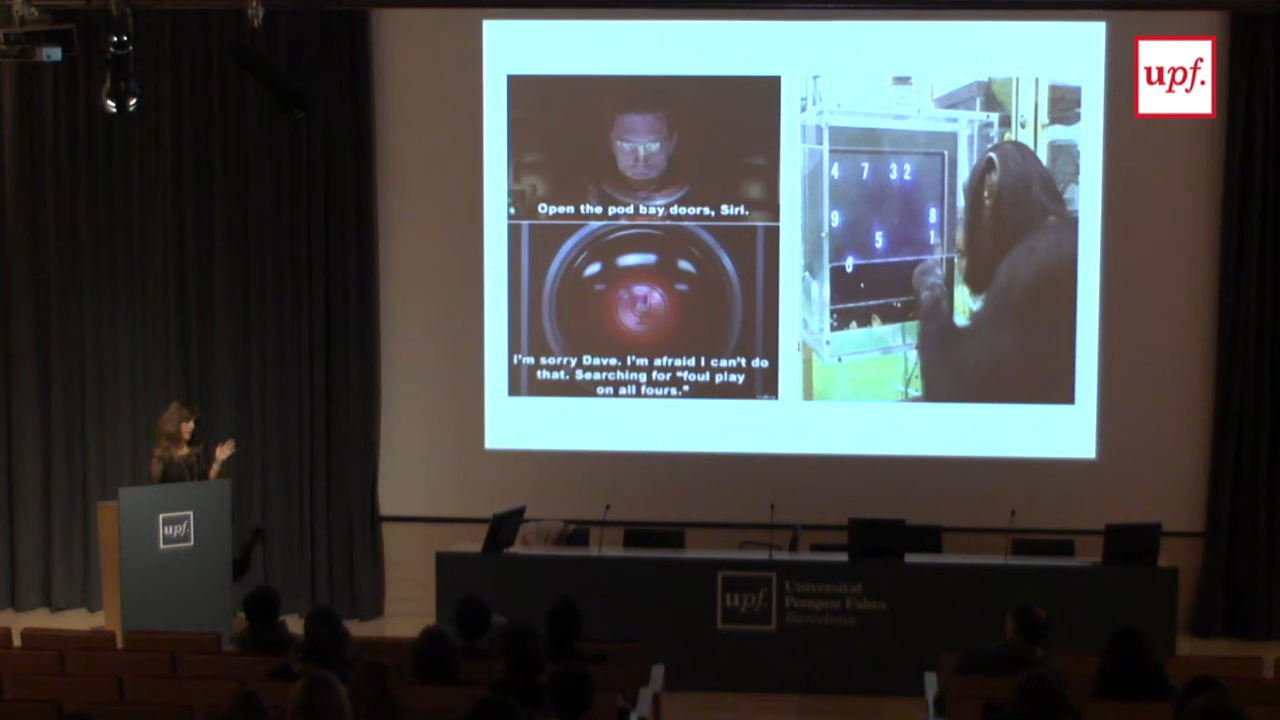 upf.
Open the pod bay doors, Siri.
I'm sorry Dave. I'm afraid I can't do
that. Searching for "foul play
on all fours."
4 7 3 2
9 8
5 1
6
upf.
upf.
Universitat
Pompeu Fabra
Barcelona